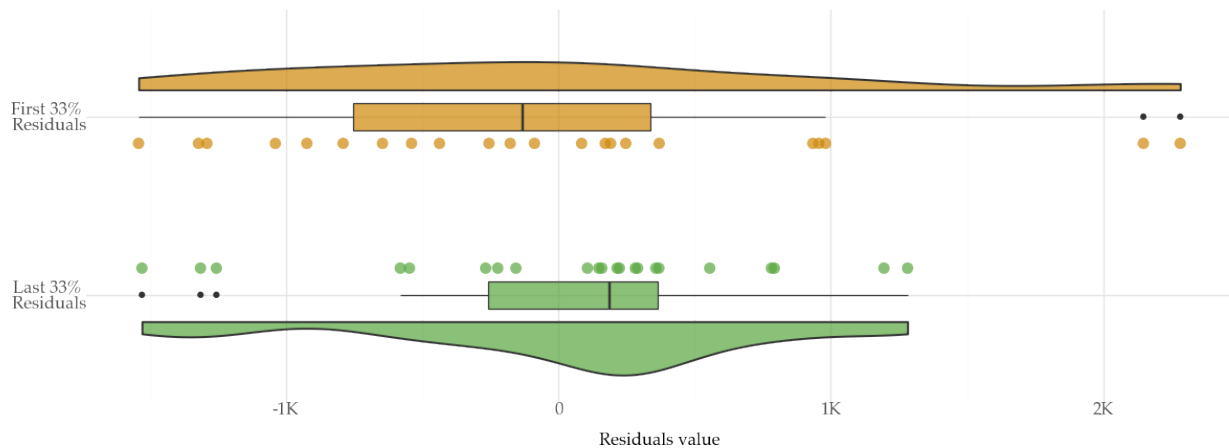 First 33%
Residuals
Last 33%
Residuals
-1K
0
1K
2K
Residuals value